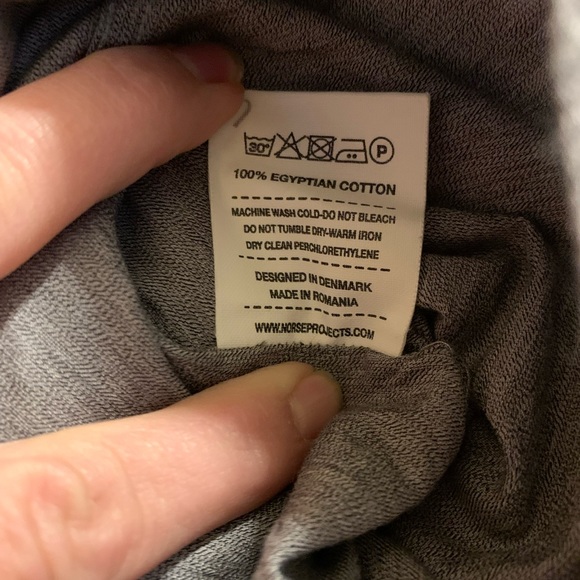 30°
P
100% EGYPTIAN COTTON
MACHINE WASH COLD-DO NOT BLEACH
DO NOT TUMBLE DRY-WARM IRON
DRY CLEAN PERCHLORETHYLENE
DESIGNED IN DENMARK
MADE IN ROMANIA
WWW.NORSEPROJECTS.COM